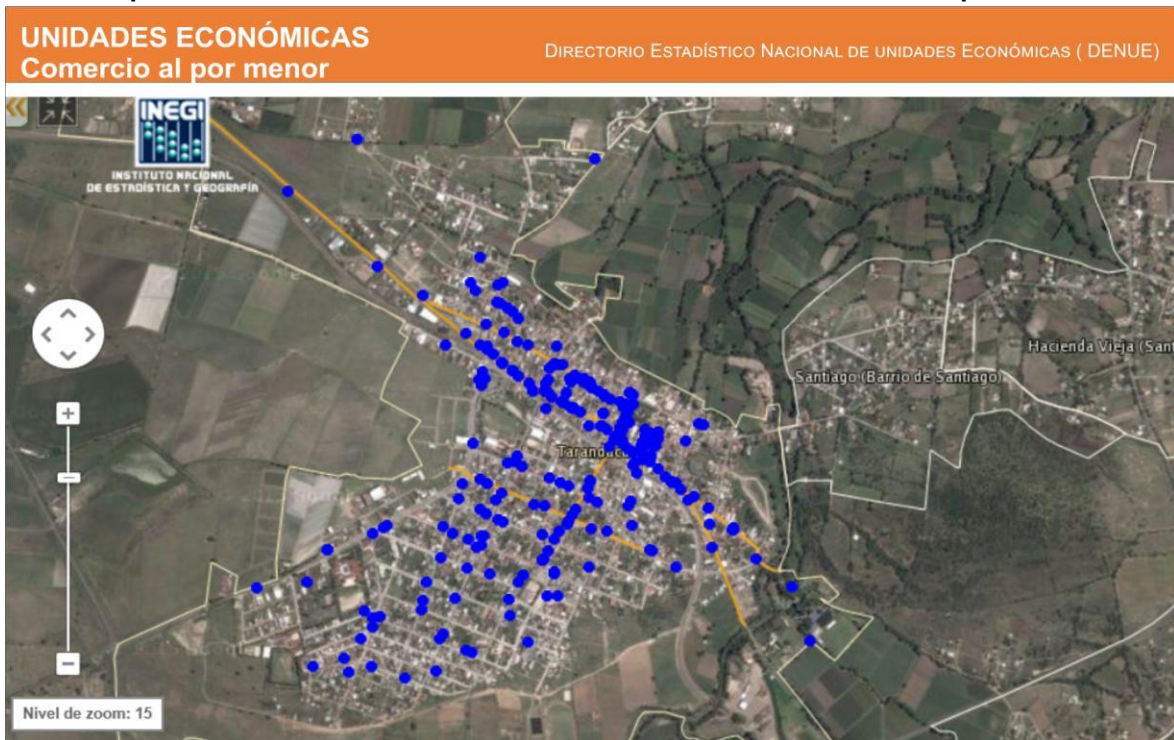 UNIDADES ECONÓMICAS
Comercio al por menor
DIRECTORIO ESTADÍSTICO NACIONAL DE UNIDADES ECONÓMICAS ( DENUE)
INEGI
INSTITUTO NACIONAL
DE ESTADÍSTICA Y GEOGRAFÍA
Hacienda Vieja (Sant
Santiago (Barrio de Santiago)
Nivel de zoom: 15